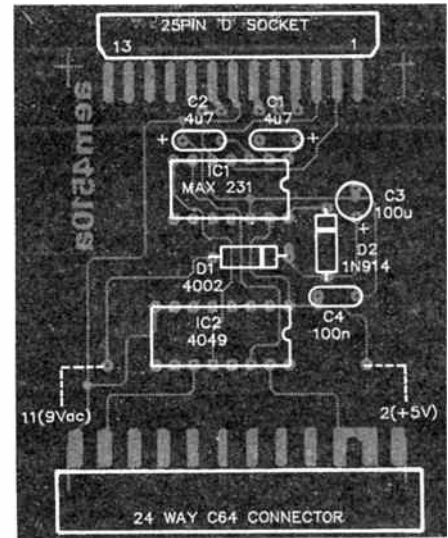 25PIN 'D' SOCKET
13
1
aem4510a
C2
4u7
C1
4u7
+
+
IC1
MAX 231
C3
100u
+
D2
1N914
D1
4002
C4
100n
IC2
4049
11(9Vac)
2(+5V)
24 WAY C64 CONNECTOR